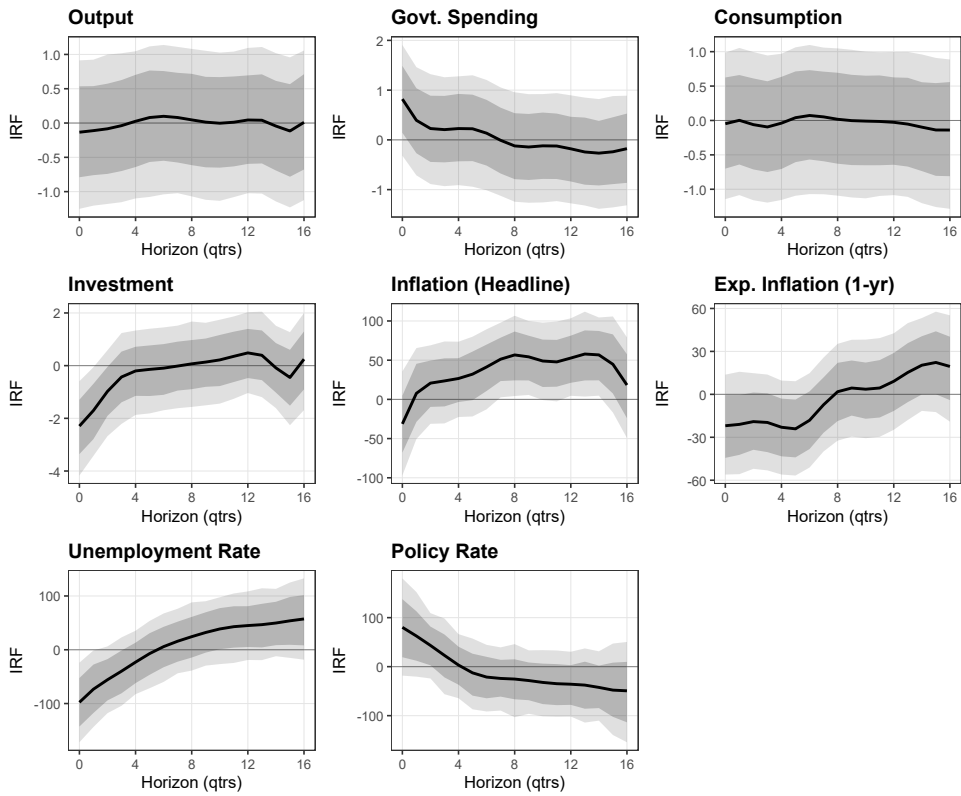 Output
Govt. Spending
Consumption
IRF
1.0
0.5
0.0
-0.5
-1.0
0 4 8 12 16
Horizon (qtrs)
IRF
2
1
0
-1
0 4 8 12 16
Horizon (qtrs)
IRF
1.0
0.5
0.0
-0.5
-1.0
0 4 8 12 16
Horizon (qtrs)
Investment
Inflation (Headline)
Exp. Inflation (1-yr)
IRF
2
0
-2
-4
0 4 8 12 16
Horizon (qtrs)
IRF
100
50
0
-50
-100
0 4 8 12 16
Horizon (qtrs)
IRF
60
30
0
-30
-60
0 4 8 12 16
Horizon (qtrs)
Unemployment Rate
Policy Rate
IRF
100
0
-100
0 4 8 12 16
Horizon (qtrs)
IRF
100
0
-100
0 4 8 12 16
Horizon (qtrs)